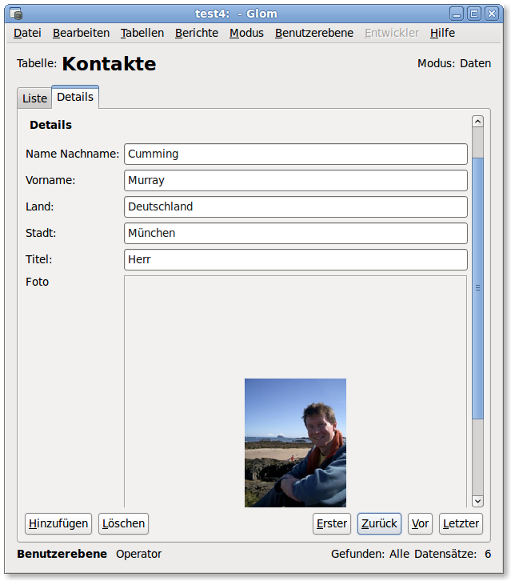 test4: - Glom
Datei Bearbeiten Tabellen Berichte Modus Benutzerebene Entwickler Hilfe
Tabelle: Kontakte Modus: Daten
Liste Details
Details
Name Nachname: Cumming
Vorname: Murray
Land: Deutschland
Stadt: München
Titel: Herr
Foto
Hinzufügen Löschen Erster Zurück Vor Letzter
Benutzerebene Operator Gefunden: Alle Datensätze: 6